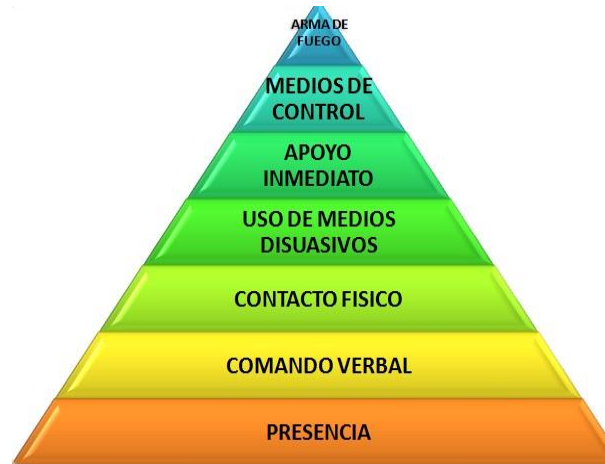 ARMA DE
FUEGO
MEDIOS DE
CONTROL
APOYO
INMEDIATO
USO DE MEDIOS
DISUASIVOS
CONTACTO FISICO
COMANDO VERBAL
PRESENCIA